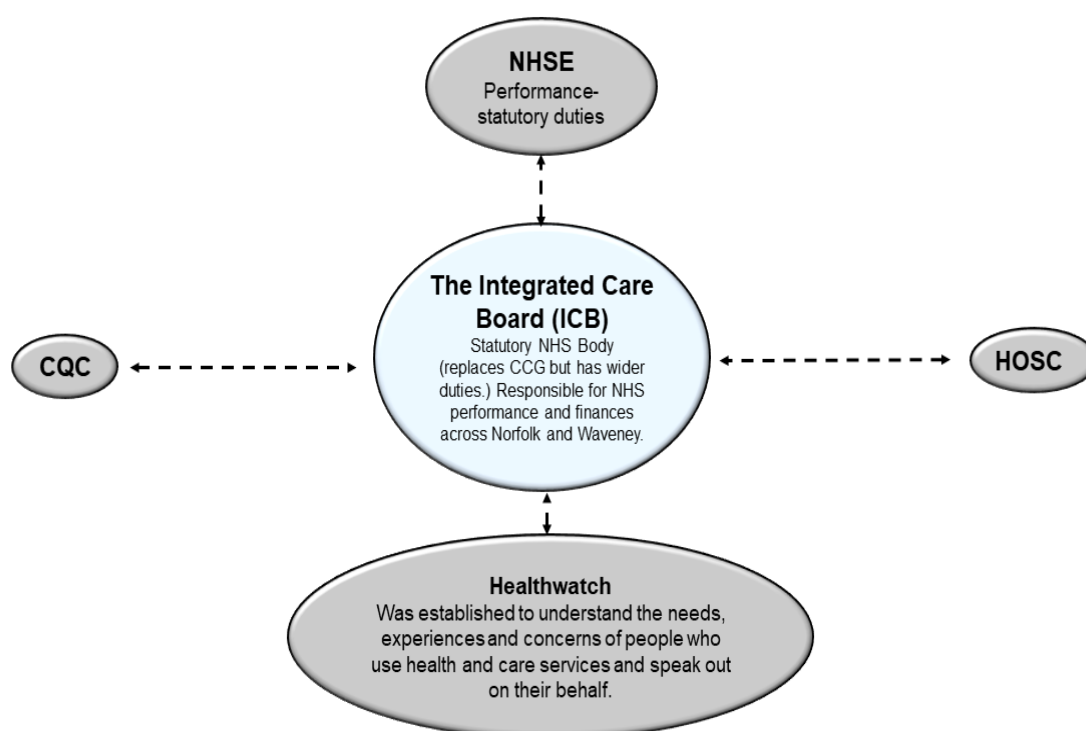 NHSE
Performance-
statutory duties
The Integrated Care
Board (ICB)
Statutory NHS Body
(replaces CCG but has wider
duties.) Responsible for NHS
performance and finances
across Norfolk and Waveney.
CQC
HOSC
Healthwatch
Was established to understand the needs,
experiences and concerns of people who
use health and care services and speak out
on their behalf.